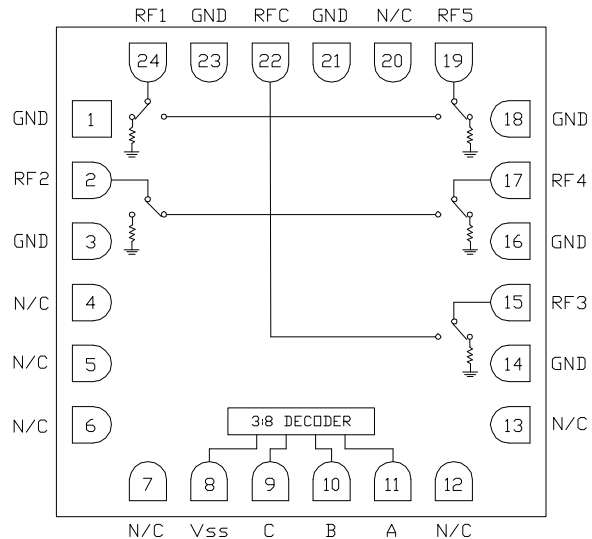 RF1 GND RFC GND N/C RF5
24 23 22 21 20 19
GND 1 18 GND
RF2 2 17 RF4
GND 3 16 GND
N/C 4 15 RF3
N/C 5 14 GND
N/C 6 13 N/C
3:8 DECODER
7 8 9 10 11 12
N/C Vss C B A N/C